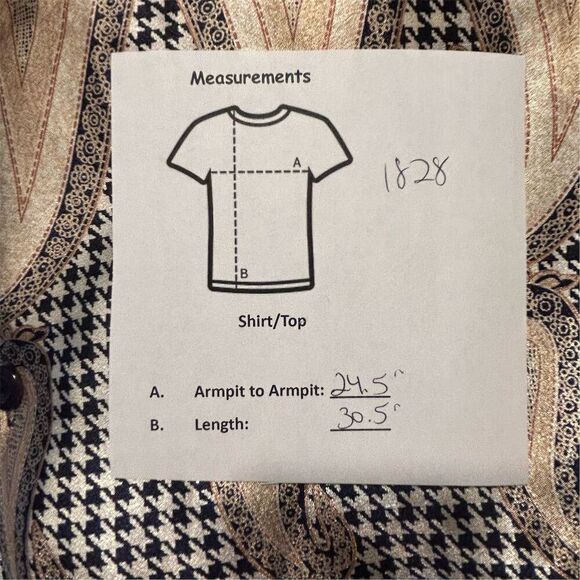 Measurements
A
1828
B
Shirt/Top
A. Armpit to Armpit: 24.5"
B. Length: 30.5"